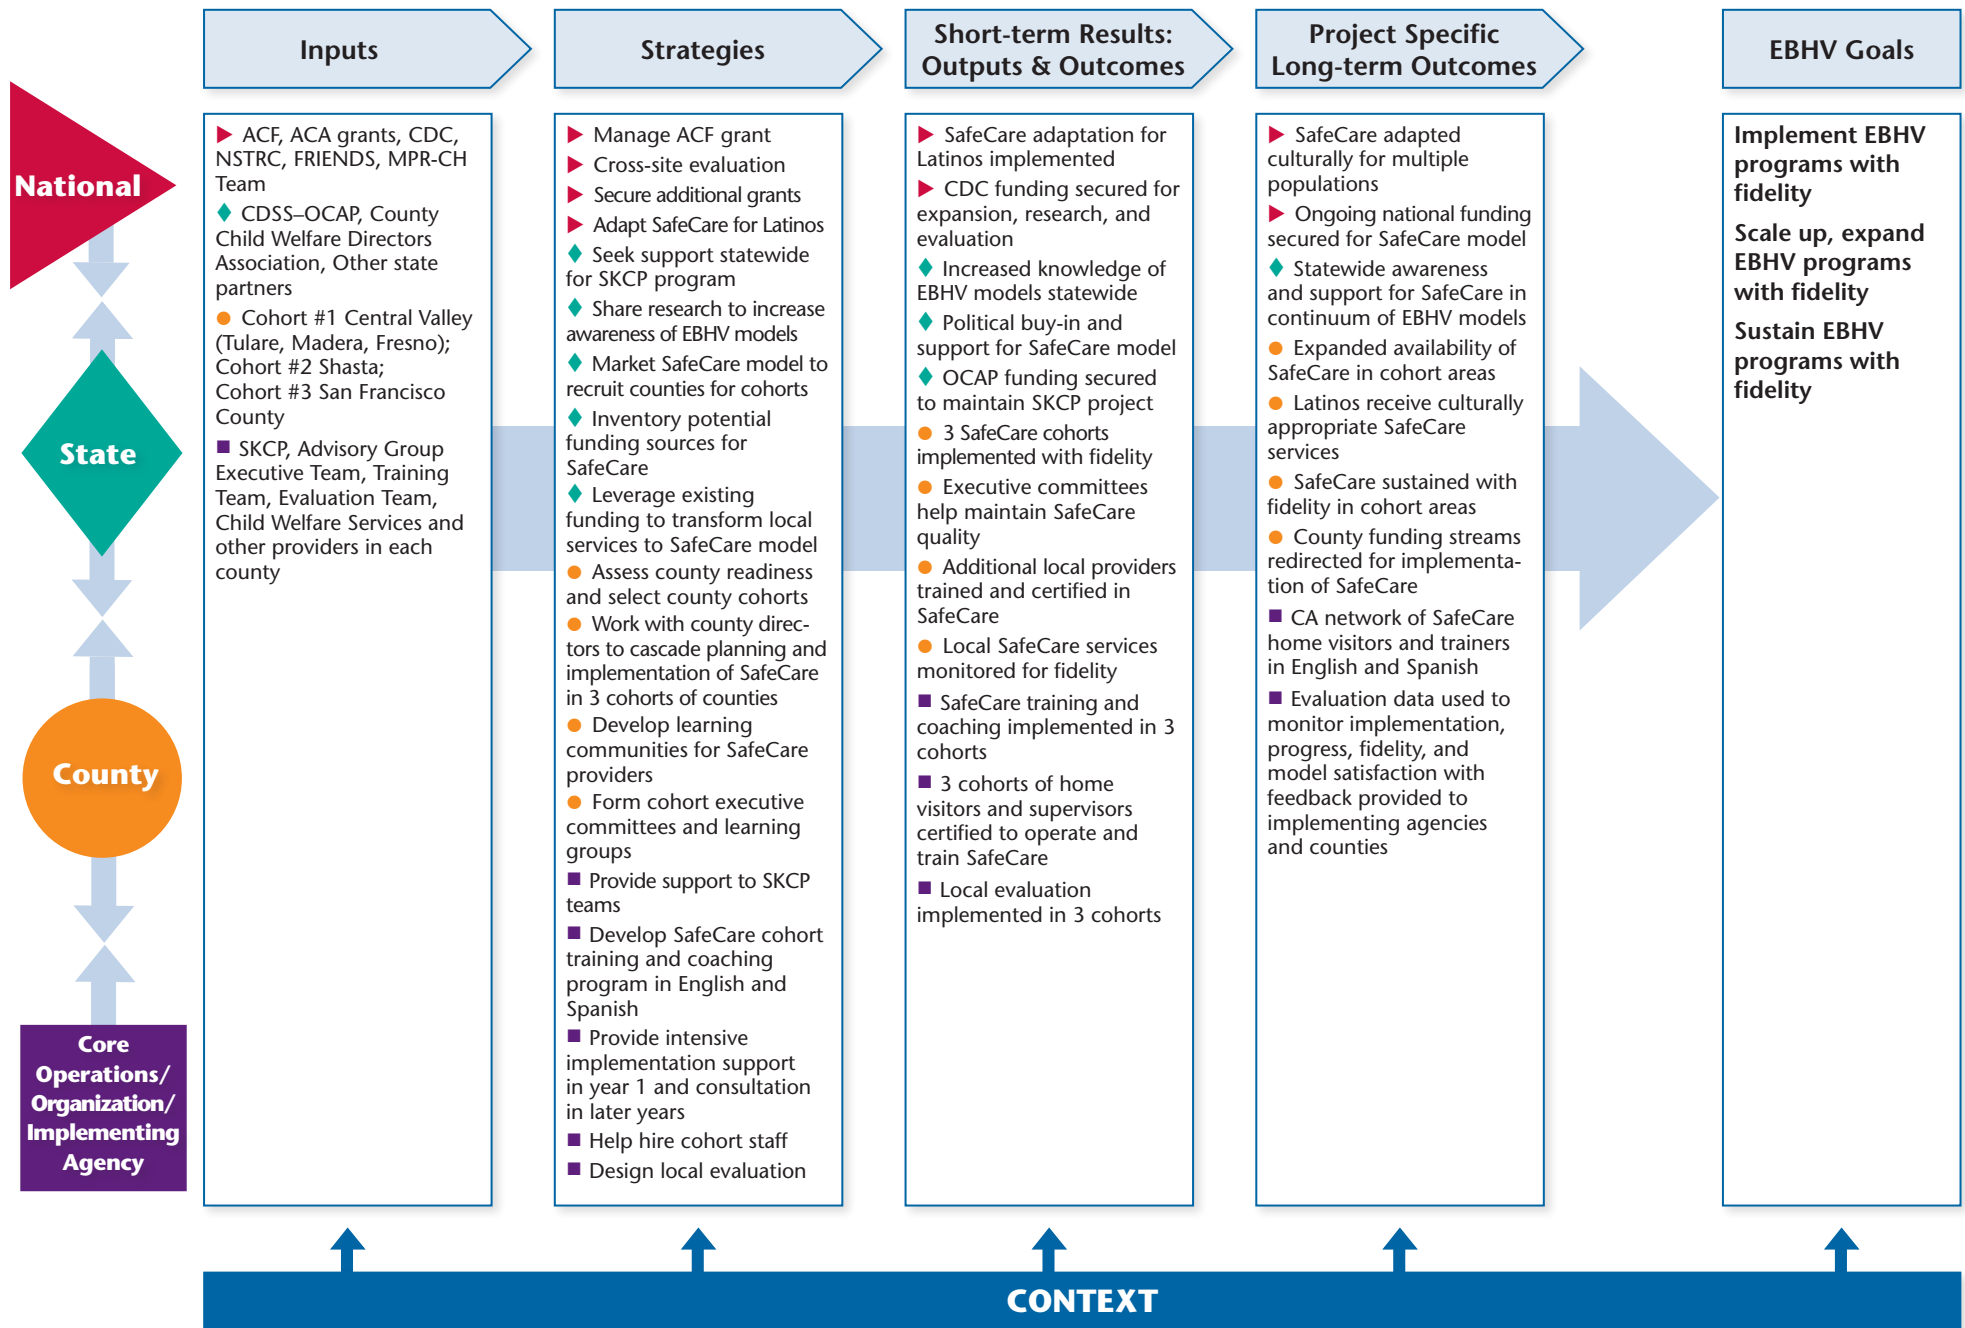 National
State
County
Core
Operations/
Organization/
Implementing
Agency
Inputs
ACF, ACA grants, CDC,
NSTRC, FRIENDS, MPR-CH
Team
CDSS–OCAP, County
Child Welfare Directors
Association, Other state
partners
Cohort #1 Central Valley
(Tulare, Madera, Fresno);
Cohort #2 Shasta;
Cohort #3 San Francisco
County
SKCP, Advisory Group
Executive Team, Training
Team, Evaluation Team,
Child Welfare Services and
other providers in each
county
Strategies
Manage ACF grant
Cross-site evaluation
Secure additional grants
Adapt SafeCare for Latinos
Seek support statewide
for SKCP program
Share research to increase
awareness of EBHV models
Market SafeCare model to
recruit counties for cohorts
Inventory potential
funding sources for
SafeCare
Leverage existing
funding to transform local
services to SafeCare model
Assess county readiness
and select county cohorts
Work with county direc-
tors to cascade planning and
implementation of SafeCare
in 3 cohorts of counties
Develop learning
communities for SafeCare
providers
Form cohort executive
committees and learning
groups
Provide support to SKCP
teams
Develop SafeCare cohort
training and coaching
program in English and
Spanish
Provide intensive
implementation support
in year 1 and consultation
in later years
Help hire cohort staff
Design local evaluation
Short-term Results:
Outputs & Outcomes
SafeCare adaptation for
Latinos implemented
CDC funding secured for
expansion, research, and
evaluation
Increased knowledge of
EBHV models statewide
Political buy-in and
support for SafeCare model
OCAP funding secured
to maintain SKCP project
3 SafeCare cohorts
implemented with fidelity
Executive committees
help maintain SafeCare
quality
Additional local providers
trained and certified in
SafeCare
Local SafeCare services
monitored for fidelity
SafeCare training and
coaching implemented in 3
cohorts
3 cohorts of home
visitors and supervisors
certified to operate and
train SafeCare
Local evaluation
implemented in 3 cohorts
Project Specific
Long-term Outcomes
SafeCare adapted
culturally for multiple
populations
Ongoing national funding
secured for SafeCare model
Statewide awareness
and support for SafeCare in
continuum of EBHV models
Expanded availability of
SafeCare in cohort areas
Latinos receive culturally
appropriate SafeCare
services
SafeCare sustained with
fidelity in cohort areas
County funding streams
redirected for implementa-
tion of SafeCare
CA network of SafeCare
home visitors and trainers
in English and Spanish
Evaluation data used to
monitor implementation,
progress, fidelity, and
model satisfaction with
feedback provided to
implementing agencies
and counties
EBHV Goals
Implement EBHV
programs with
fidelity
Scale up, expand
EBHV programs
with fidelity
Sustain EBHV
programs with
fidelity
CONTEXT